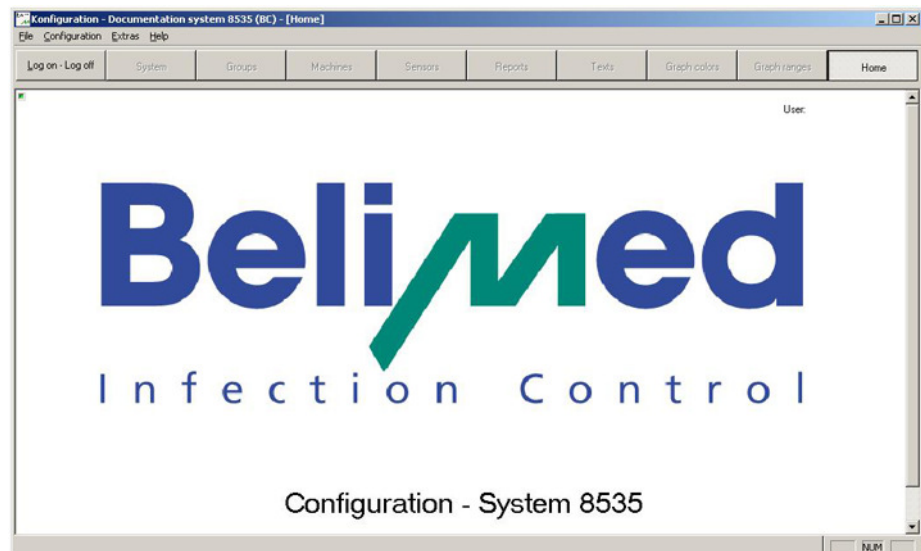 Konfiguration - Documentation system 8535 (BC) - [Home]
File Configuration Extras Help
Log on - Log off System Groups Machines Sensors Reports Texts Graph colors Graph ranges Home
User:
Belimed
Infection Control
Configuration - System 8535
NUM